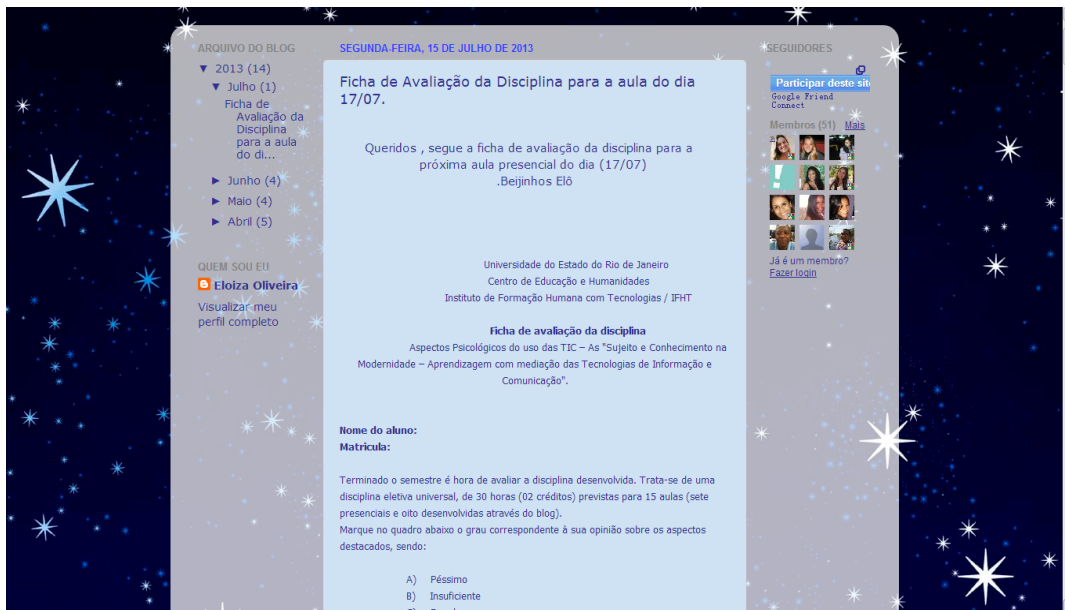 ARQUIVO DO BLOG
▼ 2013 (14)
▼ Julho (1)
Ficha de
Avaliação da
Disciplina
para a aula
do di...
► Junho (4)
► Maio (4)
► Abril (5)
QUEM SOU EU
Eloiza Oliveira
Visualizar meu
perfil completo
SEGUNDA-FEIRA, 15 DE JULHO DE 2013
Ficha de Avaliação da Disciplina para a aula do dia
17/07.
Queridos , segue a ficha de avaliação da disciplina para a
próxima aula presencial do dia (17/07)
.Beijinhos Elô
Universidade do Estado do Rio de Janeiro
Centro de Educação e Humanidades
Instituto de Formação Humana com Tecnologias / IFHT
Ficha de avaliação da disciplina
Aspectos Psicológicos do uso das TIC – As "Sujeito e Conhecimento na
Modernidade – Aprendizagem com mediação das Tecnologias de Informação e
Comunicação".
Nome do aluno:
Matricula:
Terminado o semestre é hora de avaliar a disciplina desenvolvida. Trata-se de uma
disciplina eletiva universal, de 30 horas (02 créditos) previstas para 15 aulas (sete
presenciais e oito desenvolvidas através do blog).
Marque no quadro abaixo o grau correspondente à sua opinião sobre os aspectos
destacados, sendo:
A) Péssimo
B) Insuficiente
SEGUIDORES
Participar deste site
Google Friend
Connect
Membros (51) Mais
Já é um membro?
Fazer login